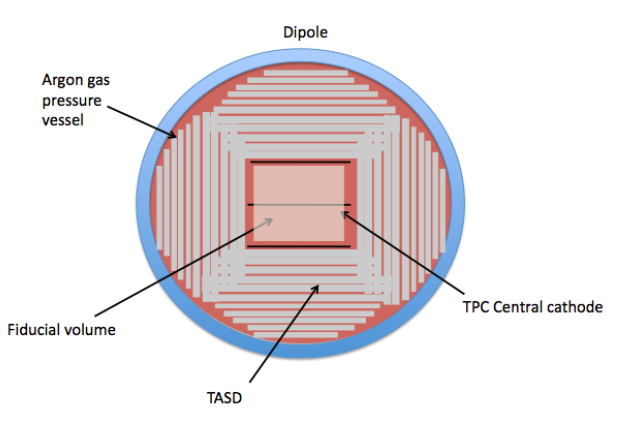 Dipole
Argon gas
pressure
vessel
TPC Central cathode
Fiducial volume
TASD